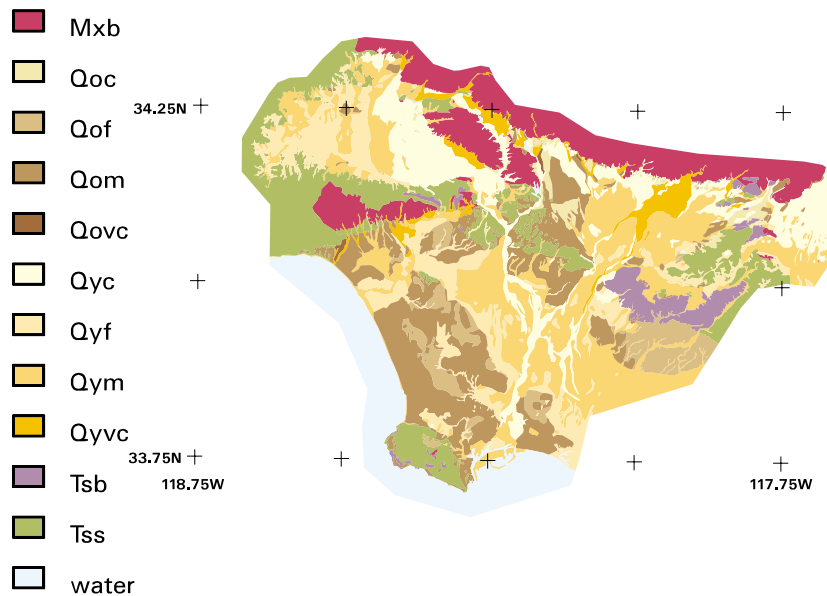 Mxb
Qoc
Qof
Qom
Qovc
Qyc
Qyf
Qym
Qyvc
Tsb
Tss
water
34.25N
33.75N
118.75W
117.75W